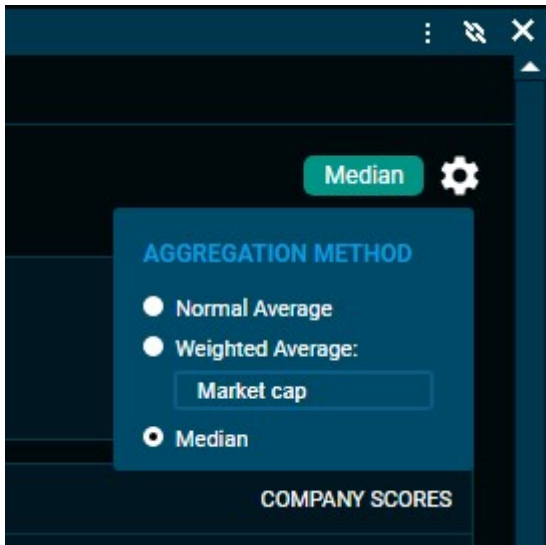 Median
AGGREGATION METHOD
Normal Average
Weighted Average:
Market cap
Median
COMPANY SCORES